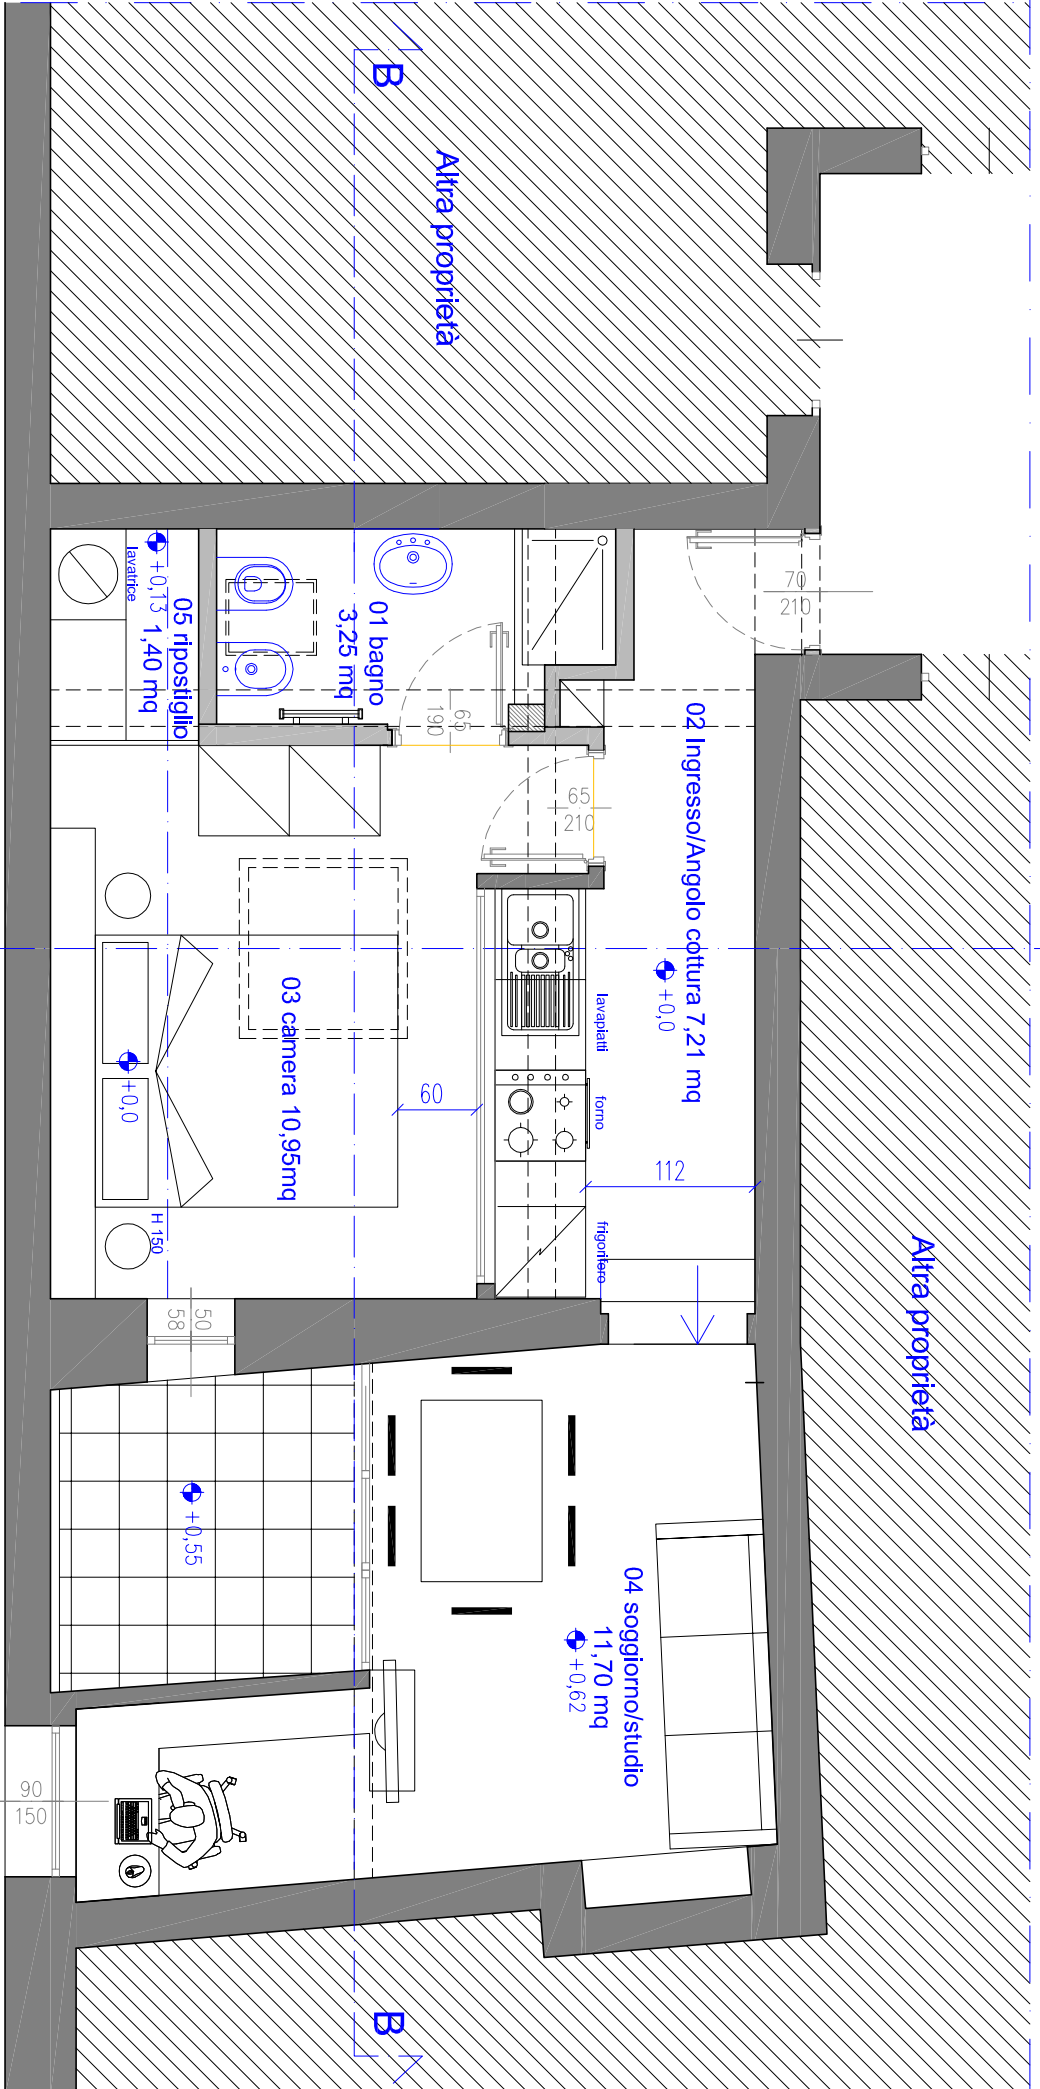 B
Altra proprietà
70
210
lavatrice
+0,13
05 ripostiglio
1,40 mq
01 bagno
3,25 mq
65
190
65
210
02 Ingresso/Angolo cottura 7,21 mq
+0,0
lavapiatti
forno
frigorifero
03 camera 10,95mq
+0,0
60
112
H 150
50
58
Altra proprietà
+0,55
04 soggiorno/studio
11,70 mq
+0,62
90
150
B